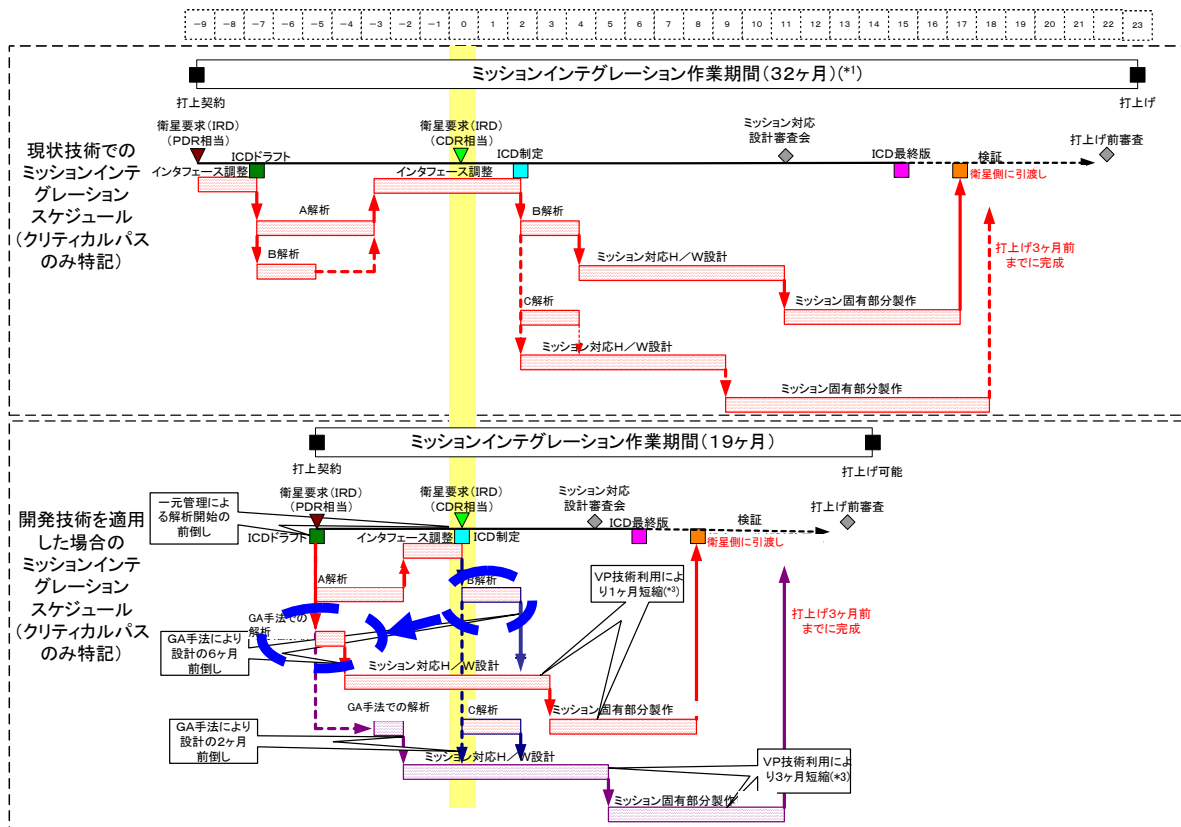 -9 -8 -7 -6 -5 -4 -3 -2 -1 0 1 2 3 4 5 6 7 8 9 10 11 12 13 14 15 16 17 18 19 20 21 22 23
ミッションインテグレーション作業期間(32ヶ月)(*1)
打上契約
打上げ
衛星要求(IRD)
(PDR相当)
衛星要求(IRD)
(CDR相当)
ミッション対応
設計審査会
打上げ前審査
現状技術での
ミッションインテ
グレーション
スケジュール
(クリティカルパス
のみ特記)
ICDドラフト
ICD制定
ICD最終版
検証
インタフェース調整
インタフェース調整
衛星側に引渡し
A解析
B解析
B解析
ミッション対応H/W設計
打上げ3ヶ月前
までに完成
C解析
ミッション固有部分製作
ミッション対応H/W設計
ミッション固有部分製作
ミッションインテグレーション作業期間(19ヶ月)
打上契約
打上げ可能
衛星要求(IRD)
(PDR相当)
衛星要求(IRD)
(CDR相当)
ミッション対応
設計審査会
打上げ前審査
一元管理によ
る解析開始の
前倒し
開発技術を適用
した場合の
ミッションインテ
グレーション
スケジュール
(クリティカルパス
のみ特記)
ICDドラフト
インタフェース調整
ICD制定
ICD最終版
検証
衛星側に引渡し
A解析
B解析
VP技術利用によ
り1ヶ月短縮(*3)
打上げ3ヶ月前
までに完成
GA手法での
解析
GA手法により
設計の6ヶ月
前倒し
ミッション対応H/W設計
GA手法での解析
C解析
ミッション固有部分製作
GA手法により
設計の2ヶ月
前倒し
ミッション対応H/W設計
VP技術利用によ
り3ヶ月短縮(*3)
ミッション固有部分製作